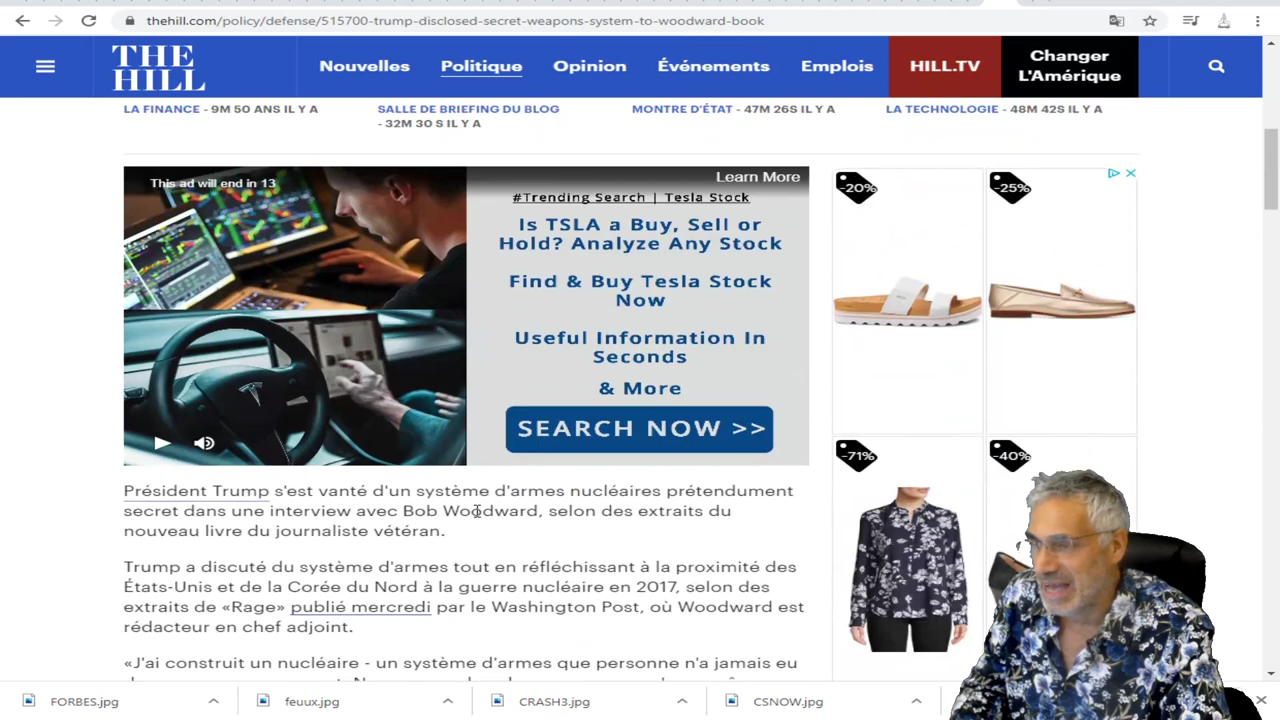 thehill.com/policy/defense/515700-trump-disclosed-secret-weapons-system-to-woodward-book
THE
HILL
Nouvelles
Politique
Opinion
Événements
Emplois
HILL.TV
Changer
L'Amérique
LA FINANCE - 9M 50 ANS IL Y A
SALLE DE BRIEFING DU BLOG
- 32M 30 S IL Y A
MONTRE D'ÉTAT - 47M 26S IL Y A
LA TECHNOLOGIE - 48M 42S IL Y A
This ad will end in 13
Learn More
#Trending Search | Tesla Stock
Is TSLA a Buy, Sell or
Hold? Analyze Any Stock
Find & Buy Tesla Stock
Now
Useful Information In
Seconds
& More
SEARCH NOW >>
-20%
-25%
-71%
-40%
Président Trump s'est vanté d'un système d'armes nucléaires prétendument
secret dans une interview avec Bob Woodward, selon des extraits du
nouveau livre du journaliste vétéran.
Trump a discuté du système d'armes tout en réfléchissant à la proximité des
États-Unis et de la Corée du Nord à la guerre nucléaire en 2017, selon des
extraits de «Rage» publié mercredi par le Washington Post, où Woodward est
rédacteur en chef adjoint.
«J'ai construit un nucléaire - un système d'armes que personne n'a jamais eu
FORBES.jpg
feuux.jpg
CRASH3.jpg
CSNOW.jpg